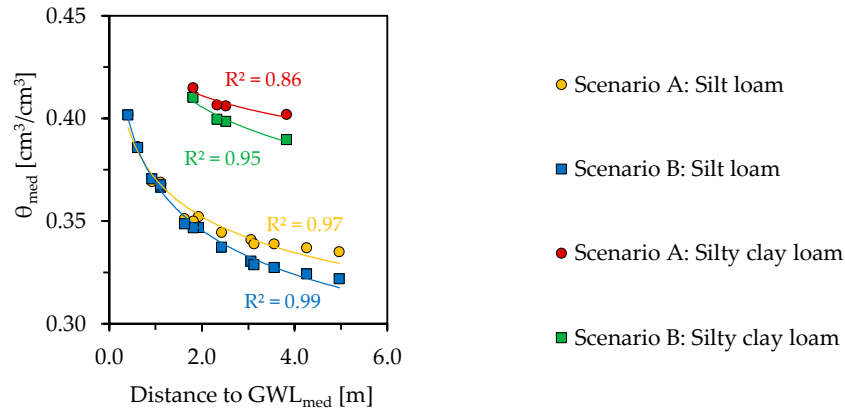 0.45
0.40
0.35
0.30
θmed [cm³/cm³]
R² = 0.86
R² = 0.95
R² = 0.97
R² = 0.99
0.0 2.0 4.0 6.0
Distance to GWLmed [m]
Scenario A: Silt loam
Scenario B: Silt loam
Scenario A: Silty clay loam
Scenario B: Silty clay loam